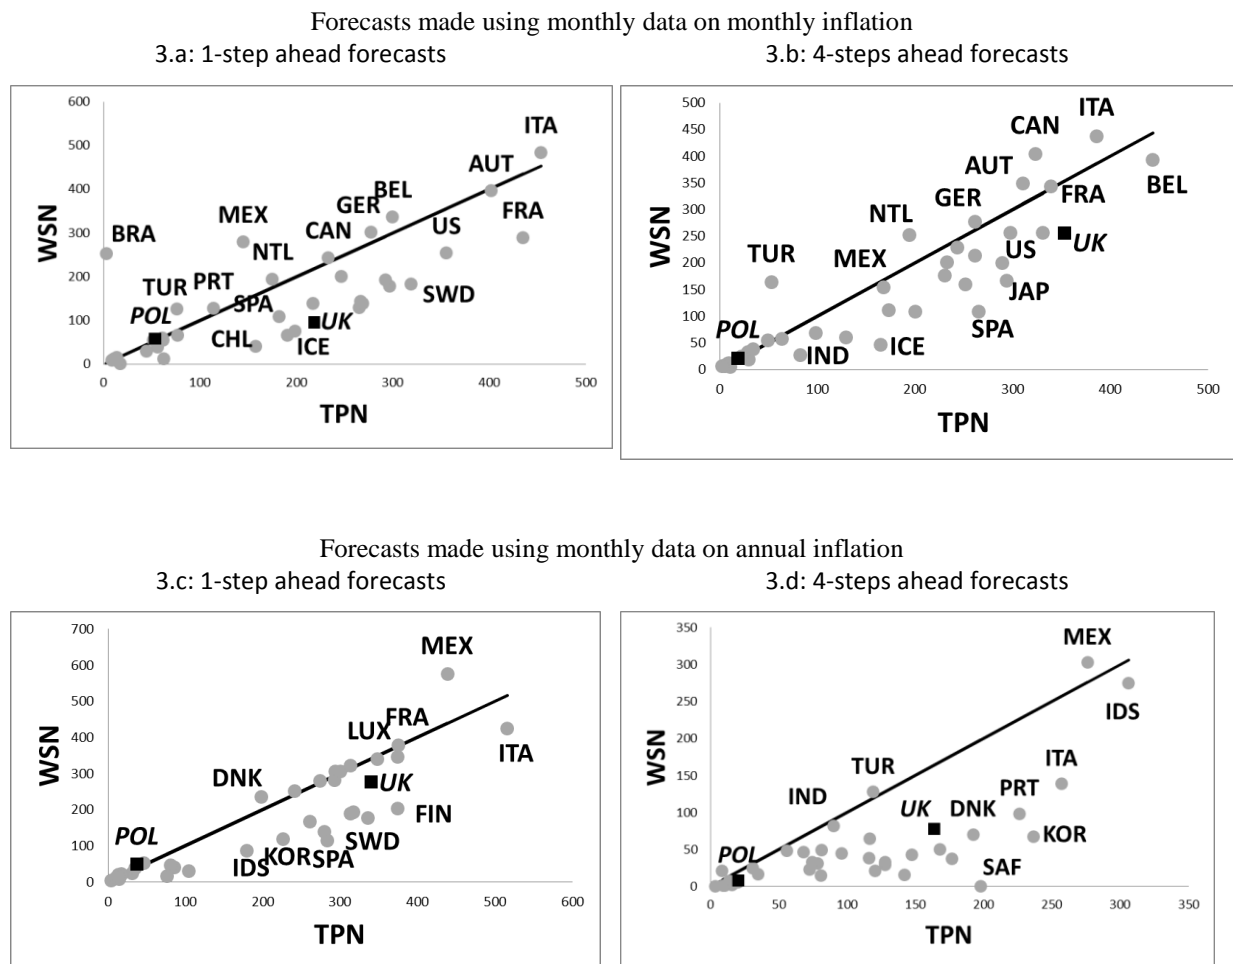 Forecasts made using monthly data on monthly inflation
3.a: 1-step ahead forecasts
3.b: 4-steps ahead forecasts
600
500
400
300
200
100
0
WSN
0 100 200 300 400 500
TPN
BRA
MEX
TUR
PRT
NTL
POL
SPA
CHL
CAN
GER
BEL
AUT
ITA
US
FRA
SWD
UK
ICE
500
450
400
350
300
250
200
150
100
50
0
WSN
0 100 200 300 400 500
TPN
ITA
CAN
AUT
GER
FRA
BEL
NTL
UK
TUR
MEX
US
JAP
SPA
POL
IND
ICE
Forecasts made using monthly data on annual inflation
3.c: 1-step ahead forecasts
3.d: 4-steps ahead forecasts
700
600
500
400
300
200
100
0
WSN
0 100 200 300 400 500 600
TPN
MEX
FRA
LUX
ITA
DNK
UK
FIN
POL
SWD
IDS
KOR
SPA
350
300
250
200
150
100
50
0
WSN
0 50 100 150 200 250 300 350
TPN
MEX
IDS
TUR
ITA
IND
PRT
UK
DNK
KOR
POL
SAF